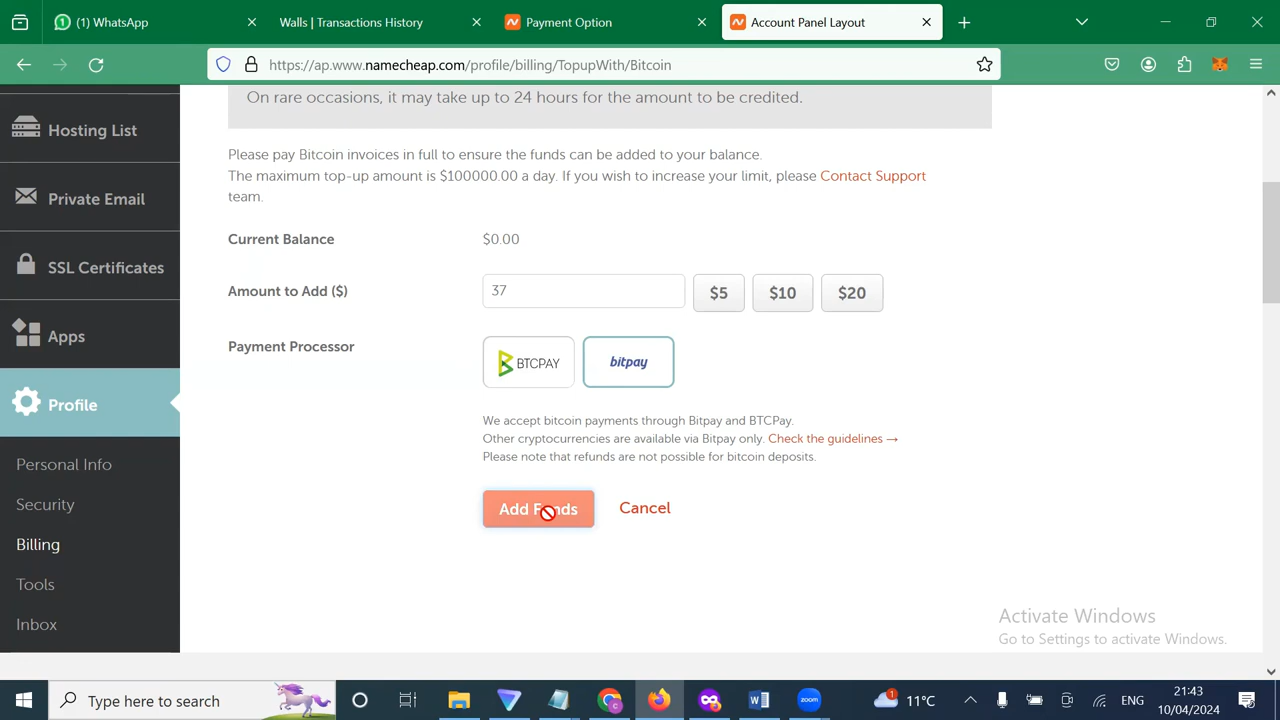 (1) WhatsApp
Walls | Transactions History
Payment Option
Account Panel Layout
https://ap.www.namecheap.com/profile/billing/TopupWith/Bitcoin
On rare occasions, it may take up to 24 hours for the amount to be credited.
Hosting List
Private Email
SSL Certificates
Apps
Profile
Personal Info
Security
Billing
Tools
Inbox
Please pay Bitcoin invoices in full to ensure the funds can be added to your balance.
The maximum top-up amount is $100000.00 a day. If you wish to increase your limit, please Contact Support
team.
Current Balance $0.00
Amount to Add ($) 37 $5 $10 $20
Payment Processor BTCPAY bitpay
We accept bitcoin payments through Bitpay and BTCPay.
Other cryptocurrencies are available via Bitpay only. Check the guidelines →
Please note that refunds are not possible for bitcoin deposits.
Add Funds Cancel
Activate Windows
Go to Settings to activate Windows.
Type here to search
1
11°C
ENG
21:43
10/04/2024